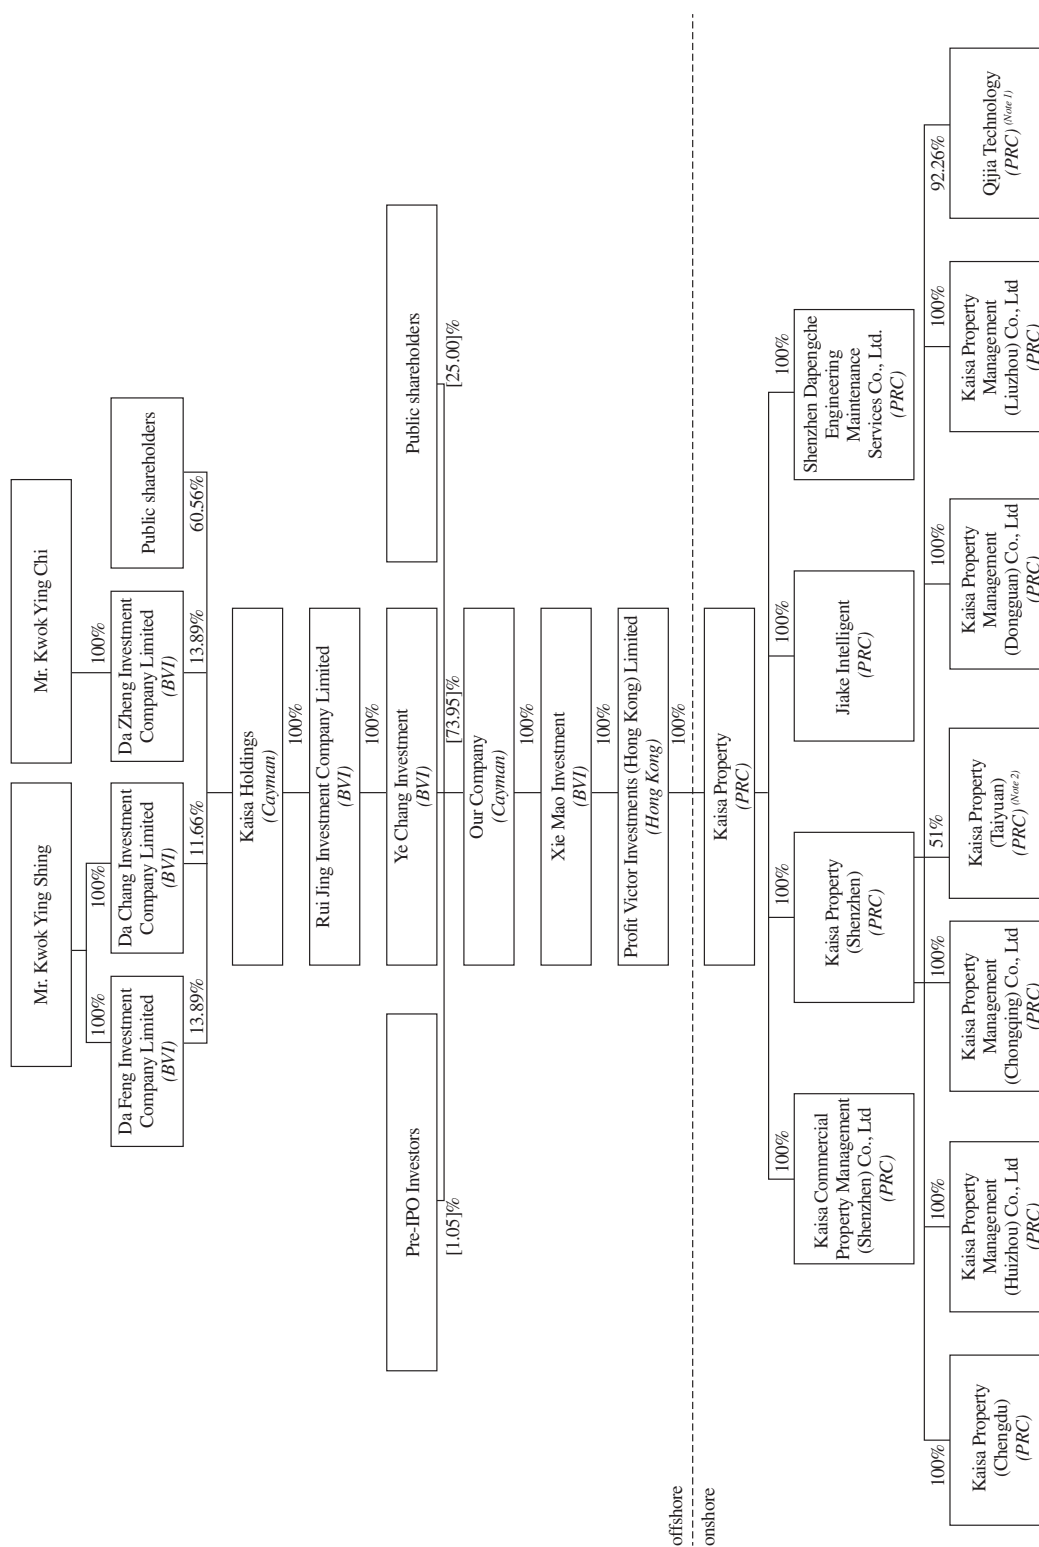 Mr. Kwok Ying Shing
Mr. Kwok Ying Chi
100%
100%
100%
Da Feng Investment
Company Limited
(BVI)
Da Chang Investment
Company Limited
(BVI)
Da Zheng Investment
Company Limited
(BVI)
Public shareholders
13.89%
11.66%
13.89%
60.56%
Kaisa Holdings
(Cayman)
100%
Rui Jing Investment Company Limited
(BVI)
100%
Pre-IPO Investors
Ye Chang Investment
(BVI)
Public shareholders
[1.05]%
[73.95]%
[25.00]%
Our Company
(Cayman)
100%
Xie Mao Investment
(BVI)
100%
Profit Victor Investments (Hong Kong) Limited
(Hong Kong)
100%
offshore
onshore
Kaisa Property
(PRC)
100%
100%
100%
100%
Kaisa Commercial
Property Management
(Shenzhen) Co., Ltd
(PRC)
Kaisa Property
(Shenzhen)
(PRC)
Jiake Intelligent
(PRC)
Shenzhen Dapengche
Engineering
Maintenance
Services Co., Ltd.
(PRC)
100%
100%
100%
51%
100%
100%
92.26%
Kaisa Property
(Chengdu)
(PRC)
Kaisa Property
Management
(Huizhou) Co., Ltd
(PRC)
Kaisa Property
Management
(Chongqing) Co., Ltd
(PRC)
Kaisa Property
(Taiyuan)
(PRC) (Note 2)
Kaisa Property
Management
(Dongguan) Co., Ltd
(PRC)
Kaisa Property
Management
(Liuzhou) Co., Ltd
(PRC)
Qijia Technology
(PRC) (Note 1)